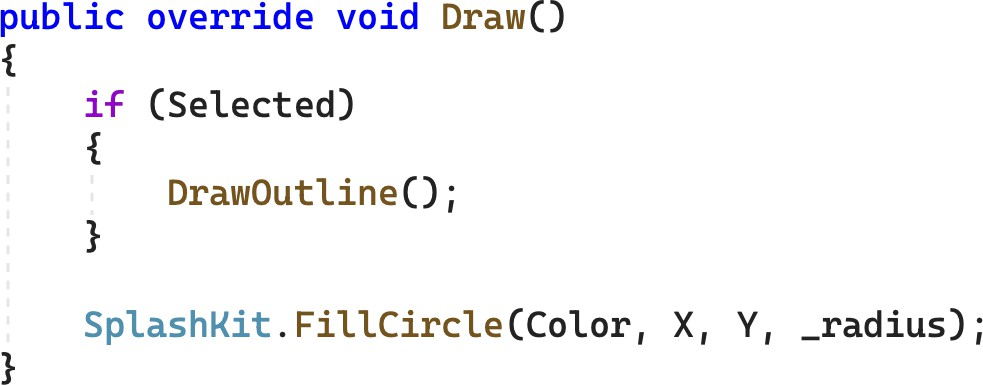 public override void Draw()
{
    if (Selected)
    {
        DrawOutline();
    }

    SplashKit.FillCircle(Color, X, Y, _radius);
}